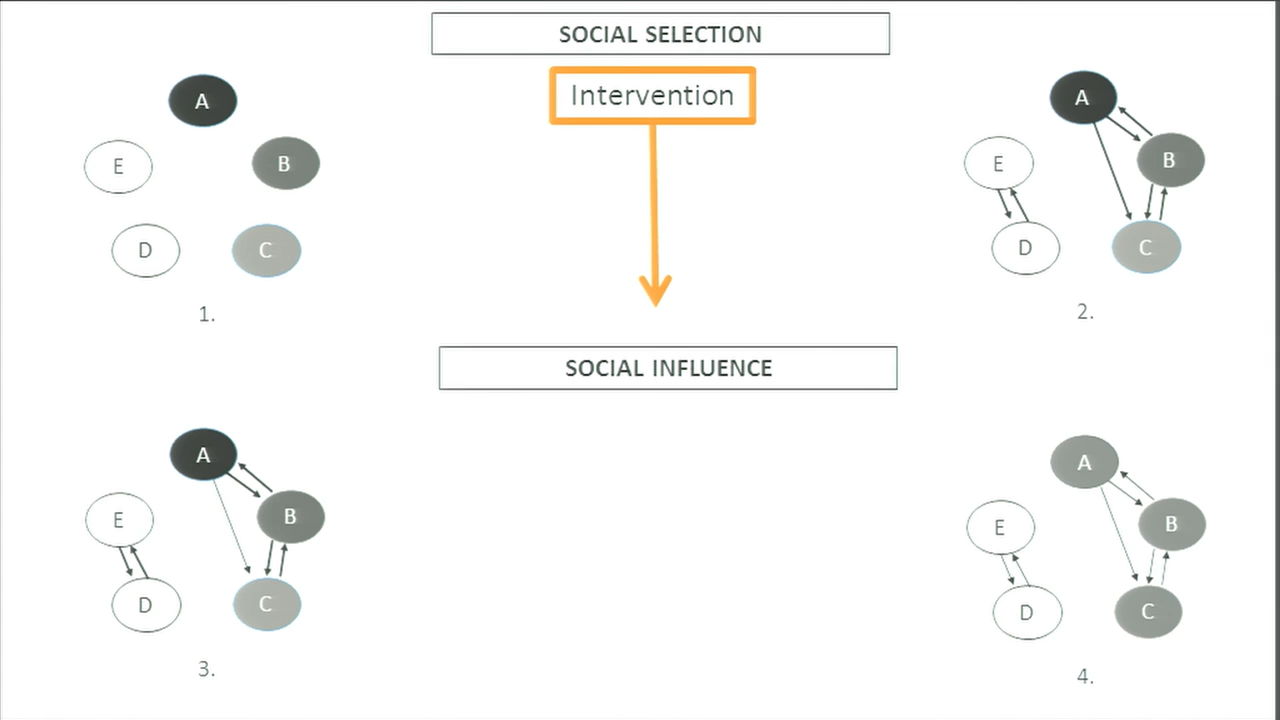 SOCIAL SELECTION
Intervention
A
E
B
D
C
1.
A
E
B
D
C
2.
SOCIAL INFLUENCE
A
E
B
D
C
3.
A
E
B
D
C
4.